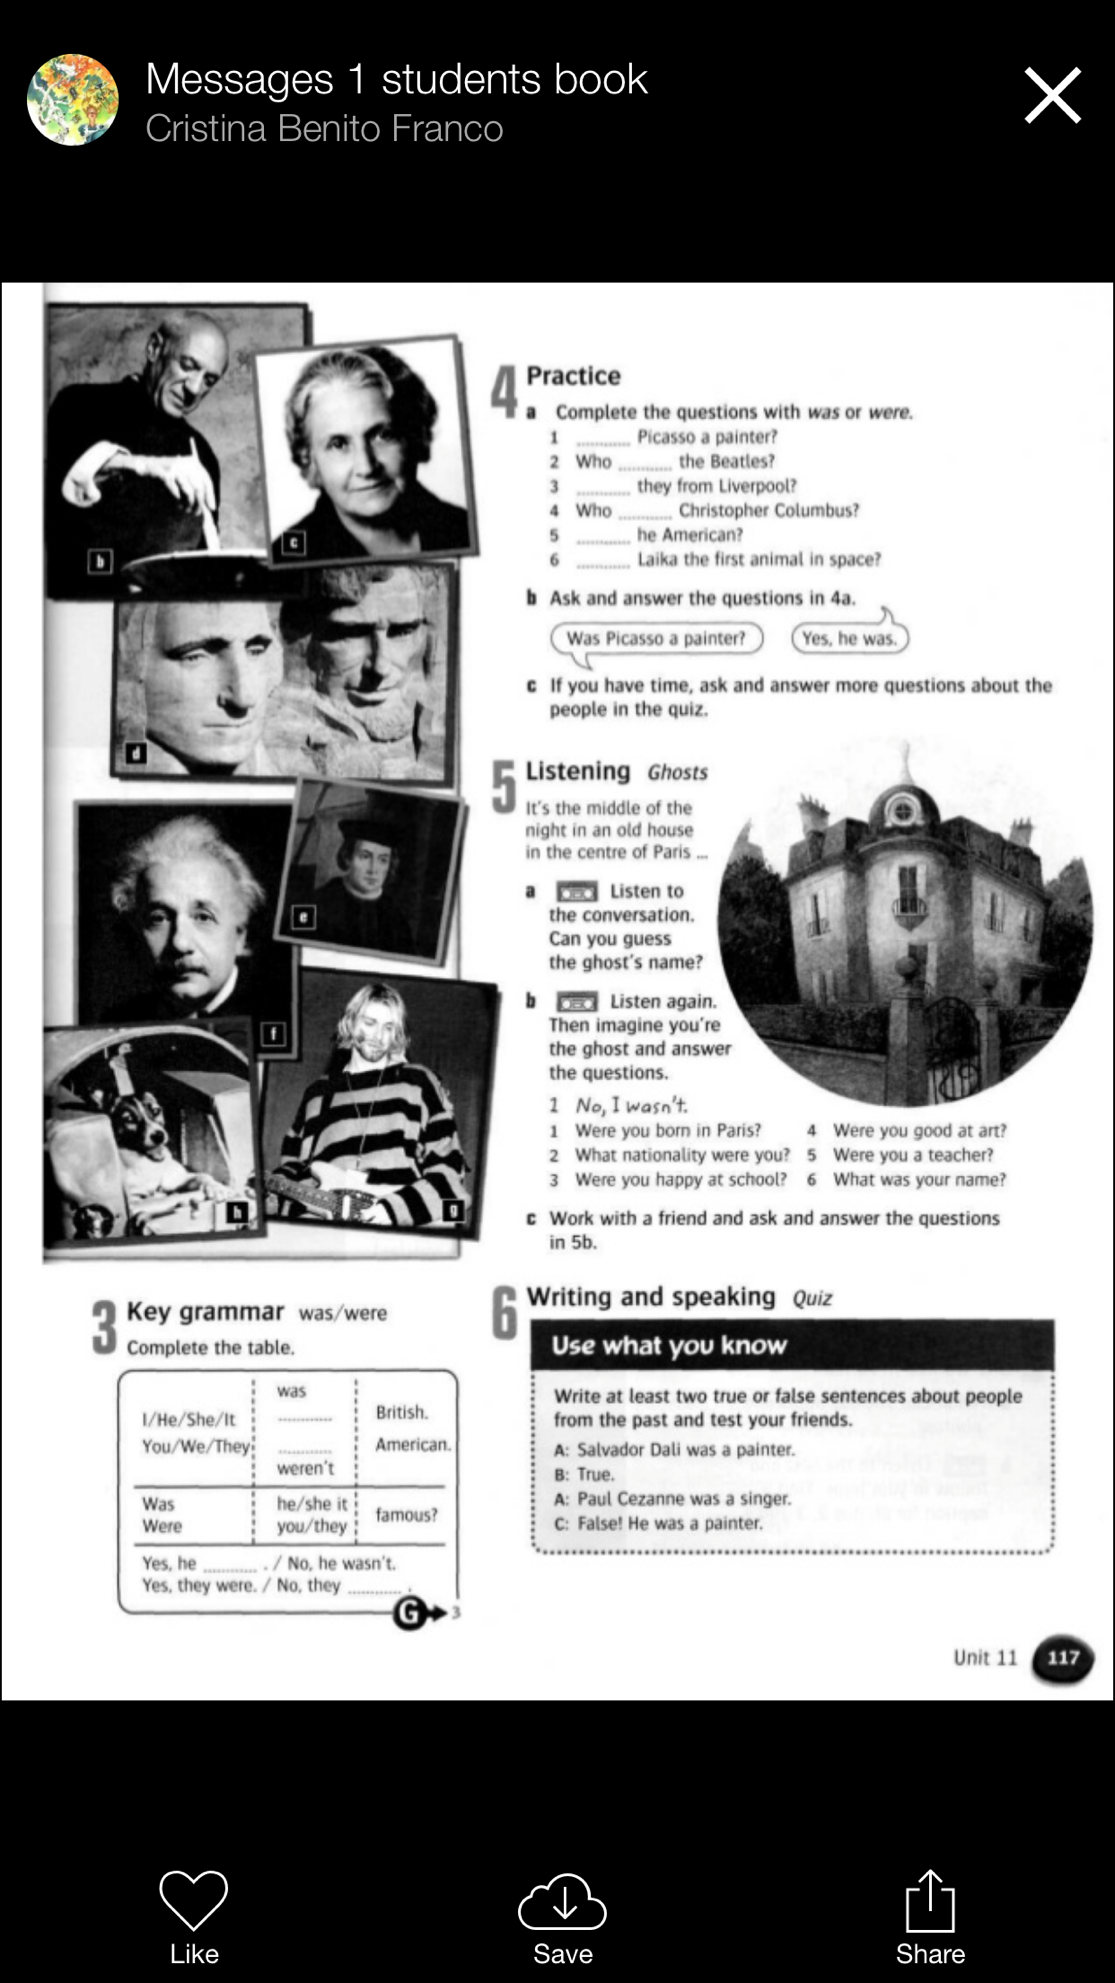 Messages 1 students book
Cristina Benito Franco
b
c
d
e
f
h
g
3 Key grammar was/were
Complete the table.
was
I/He/She/It ............ British.
You/We/They ............ American.
weren't
Was he/she it famous?
Were you/they
Yes, he ............ . / No, he wasn't.
Yes, they were. / No, they ............ .
G 3
4 Practice
a Complete the questions with was or were.
1 ............ Picasso a painter?
2 Who ............ the Beatles?
3 ............ they from Liverpool?
4 Who ............ Christopher Columbus?
5 ............ he American?
6 ............ Laika the first animal in space?
b Ask and answer the questions in 4a.
Was Picasso a painter? Yes, he was.
c If you have time, ask and answer more questions about the
people in the quiz.
5 Listening Ghosts
It's the middle of the
night in an old house
in the centre of Paris ...
a Listen to
the conversation.
Can you guess
the ghost's name?
b Listen again.
Then imagine you're
the ghost and answer
the questions.
1 No, I wasn't.
1 Were you born in Paris? 4 Were you good at art?
2 What nationality were you? 5 Were you a teacher?
3 Were you happy at school? 6 What was your name?
c Work with a friend and ask and answer the questions
in 5b.
6 Writing and speaking Quiz
Use what you know
Write at least two true or false sentences about people
from the past and test your friends.
A: Salvador Dali was a painter.
B: True.
A: Paul Cezanne was a singer.
C: False! He was a painter.
Unit 11 117
Like Save Share